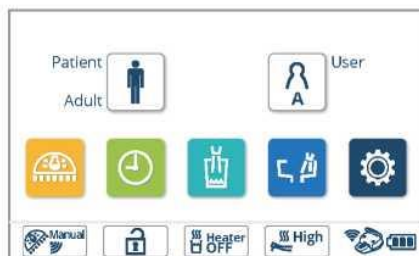 Patient
Adult
User
A
Manual
Heater
OFF
High